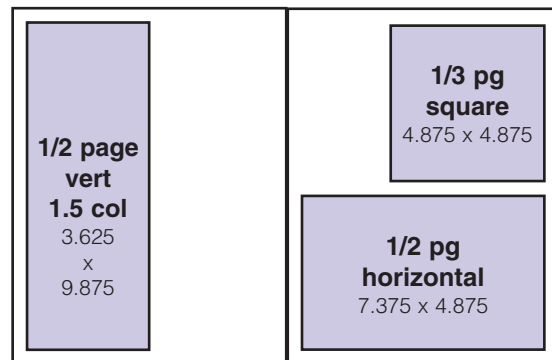 1/2 page
vert
1.5 col
3.625
x
9.875
1/3 pg
square
4.875 x 4.875
1/2 pg
horizontal
7.375 x 4.875